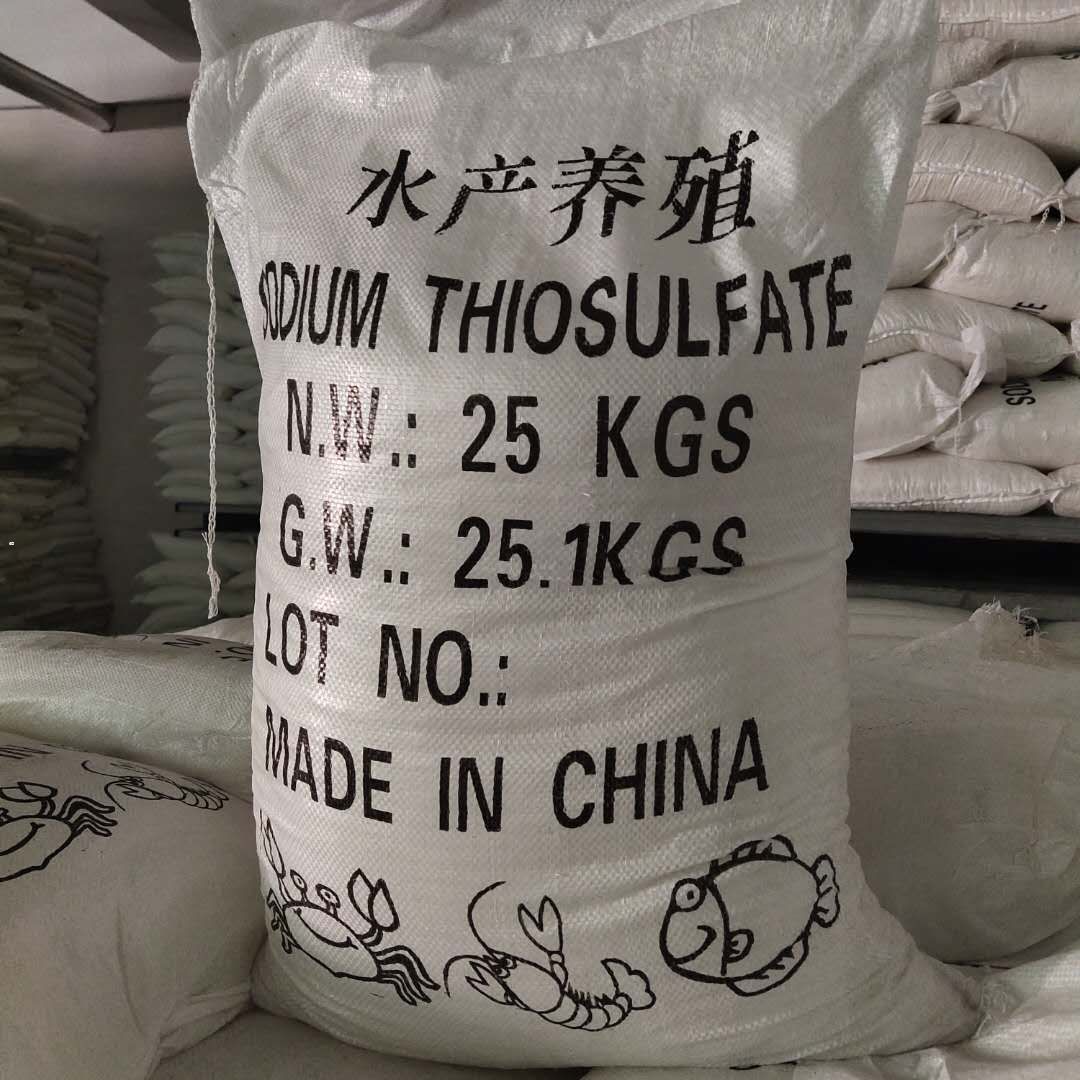 水产养殖
SODIUM THIOSULFATE
N.W.: 25 KGS
G.W.: 25.1KGS
LOT NO.:
MADE IN CHINA